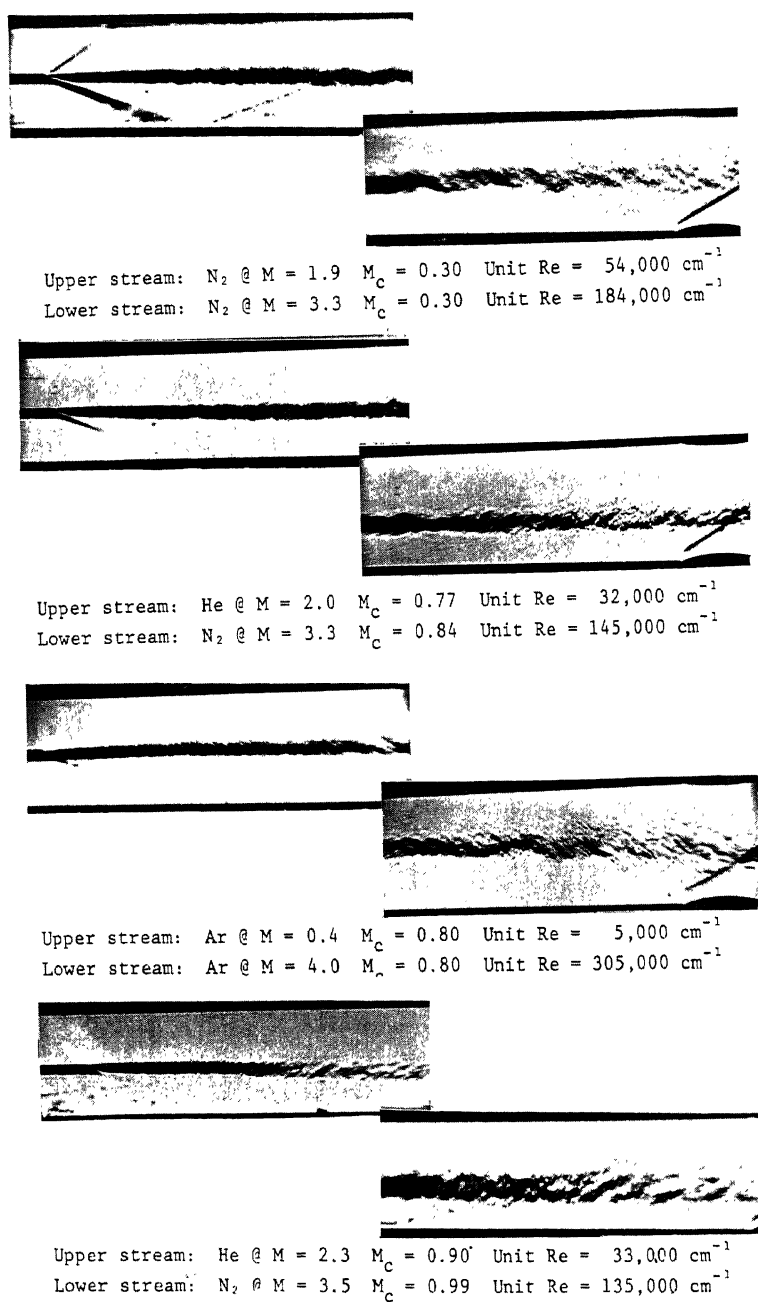 Upper stream: N₂ @ M = 1.9 M_c = 0.30 Unit Re = 54,000 cm⁻¹
Lower stream: N₂ @ M = 3.3 M_c = 0.30 Unit Re = 184,000 cm⁻¹
Upper stream: He @ M = 2.0 M_c = 0.77 Unit Re = 32,000 cm⁻¹
Lower stream: N₂ @ M = 3.3 M_c = 0.84 Unit Re = 145,000 cm⁻¹
Upper stream: Ar @ M = 0.4 M_c = 0.80 Unit Re = 5,000 cm⁻¹
Lower stream: Ar @ M = 4.0 M_c = 0.80 Unit Re = 305,000 cm⁻¹
Upper stream: He @ M = 2.3 M_c = 0.90 Unit Re = 33,000 cm⁻¹
Lower stream: N₂ @ M = 3.5 M_c = 0.99 Unit Re = 135,000 cm⁻¹